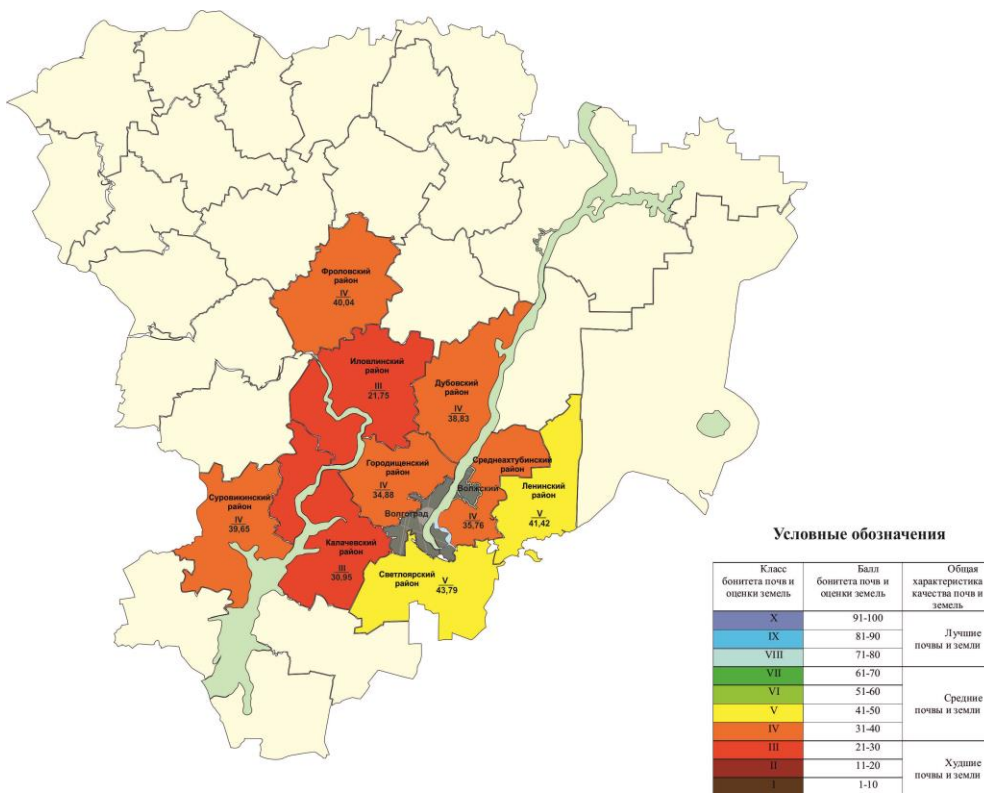 Фроловский
район
IV
40,04
Иловлинский
район
III
21,75
Дубовский
район
IV
38,83
Городищенский
район
IV
34,88
Среднеахтубинский
район
Волжский
IV
35,76
Ленинский
район
V
41,42
Волгоград
Суровикинский
район
IV
39,65
Калачевский
район
III
30,95
Светлоярский
район
V
43,79
Условные обозначения
Класс
бонитета почв и
оценки земель
Балл
бонитета почв и
оценки земель
Общая
характеристика
качества почв и
земель
X 91-100
IX 81-90
VIII 71-80
Лучшие
почвы и земли
VII 61-70
VI 51-60
V 41-50
IV 31-40
Средние
почвы и земли
III 21-30
II 11-20
I 1-10
Худшие
почвы и земли